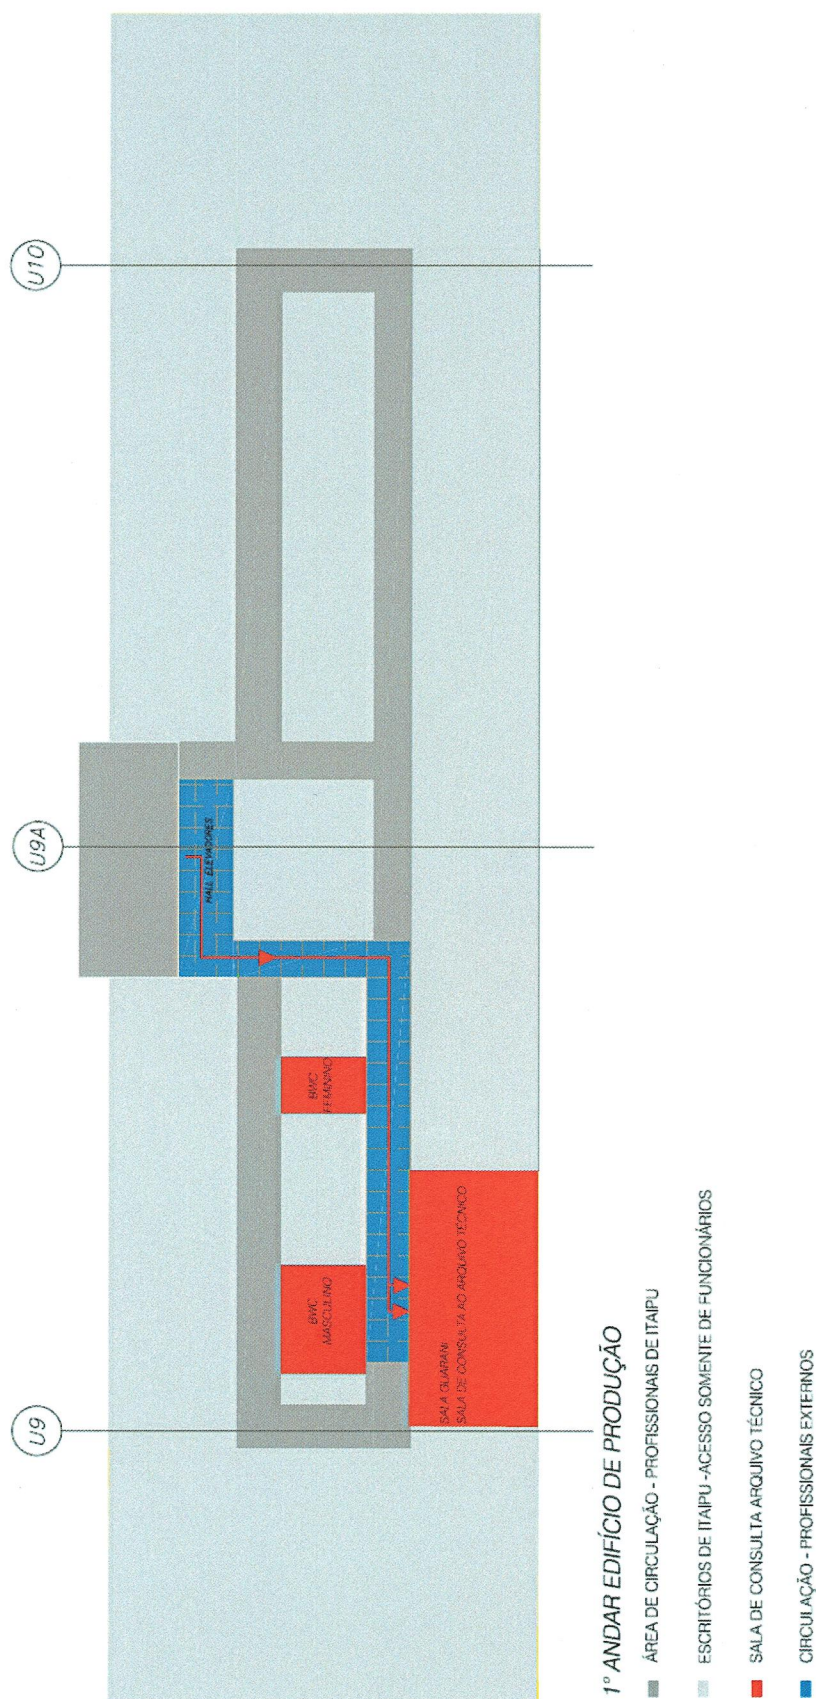 U9
U9A
U10
HALL ELEVADORES
BWC
FEMININO
BWC
MASCULINO
SALA GUARANI
SALA DE CONSULTA AO ARQUIVO TÉCNICO
1º ANDAR EDIFÍCIO DE PRODUÇÃO
ÁREA DE CIRCULAÇÃO - PROFISSIONAIS DE ITAIPU
ESCRITÓRIOS DE ITAIPU - ACESSO SOMENTE DE FUNCIONÁRIOS
SALA DE CONSULTA ARQUIVO TÉCNICO
CIRCULAÇÃO - PROFISSIONAIS EXTERNOS